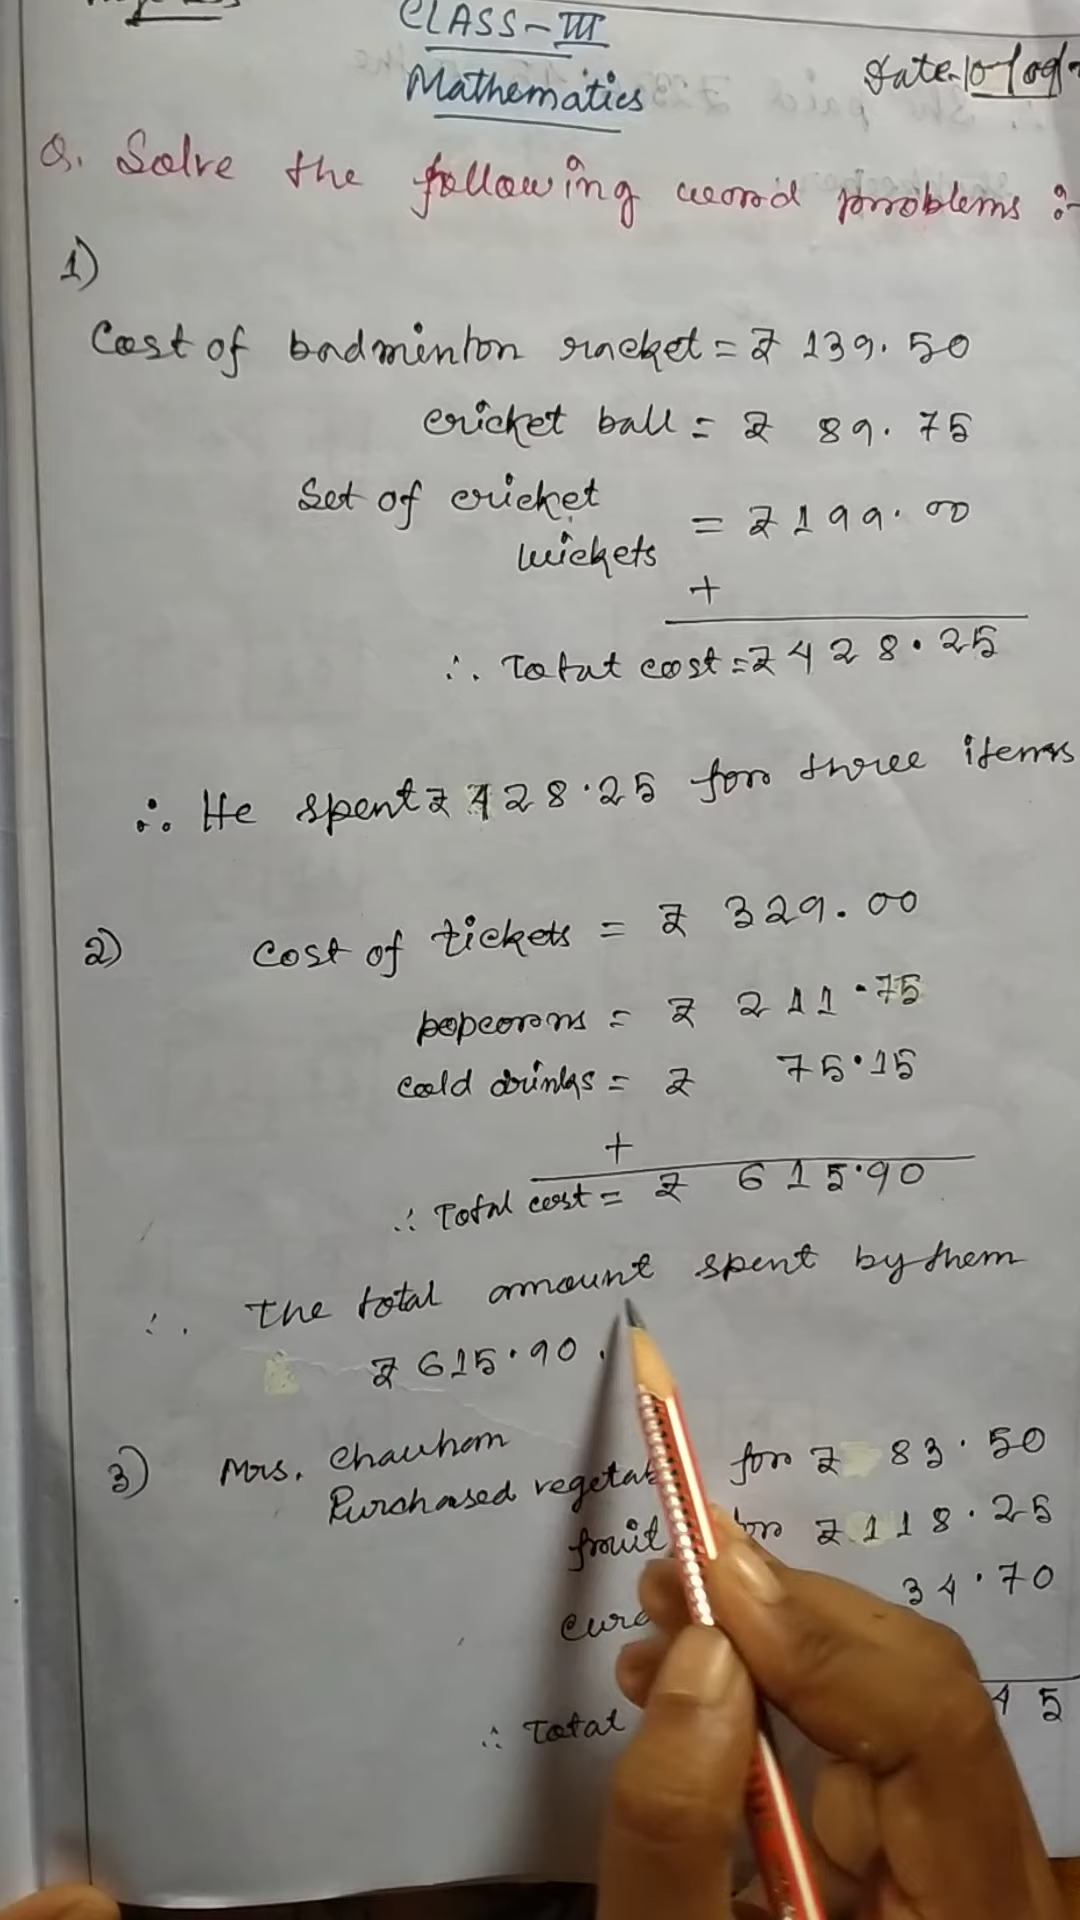 CLASS-III
Mathematics
Date-10/09/
Q. Solve the following word problems :-
1)
Cost of badminton racket = ₹ 139.50
cricket ball = ₹ 89.75
Set of cricket
wickets = ₹ 199.00
+
∴ Total cost = ₹ 428.25
∴ He spent ₹ 428.25 for three items
2) Cost of tickets = ₹ 329.00
popcorns = ₹ 211.75
cold drinks = ₹ 75.15
+
∴ Total cost = ₹ 615.90
∴ The total amount spent by them
₹ 615.90.
3) Mrs. Chauhan
Purchased vegetab for ₹ 83.50
fruit for ₹ 118.25
curd 34.70
∴ Total 45